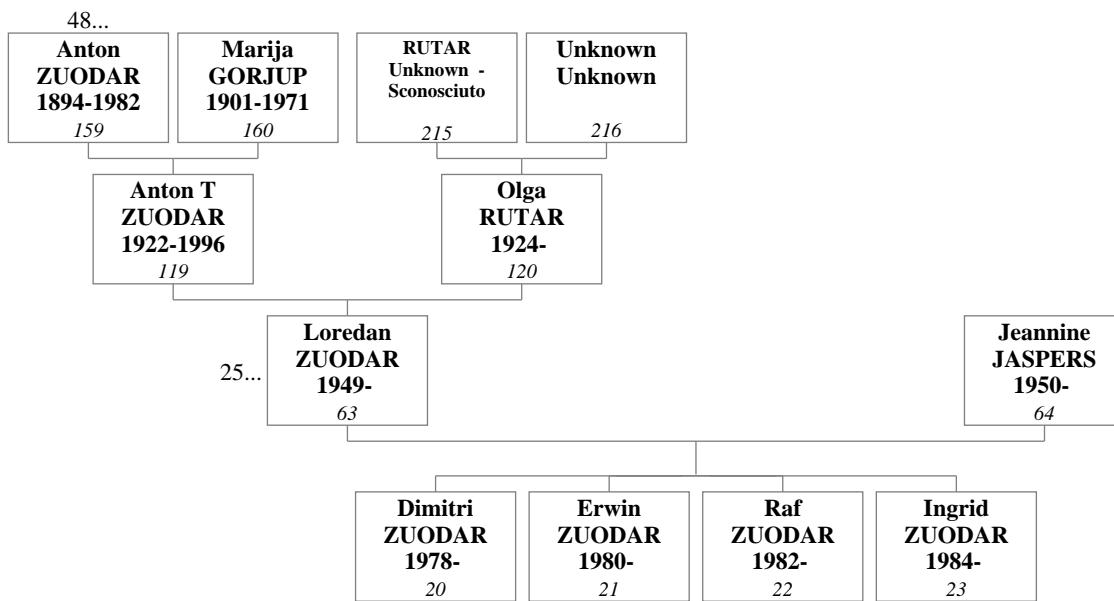 48...
Anton
ZUODAR
1894-1982
159
Marija
GORJUP
1901-1971
160
RUTAR
Unknown -
Sconosciuto
215
Unknown
Unknown
216
Anton T
ZUODAR
1922-1996
119
Olga
RUTAR
1924-
120
25...
Loredan
ZUODAR
1949-
63
Jeannine
JASPERS
1950-
64
Dimitri
ZUODAR
1978-
20
Erwin
ZUODAR
1980-
21
Raf
ZUODAR
1982-
22
Ingrid
ZUODAR
1984-
23